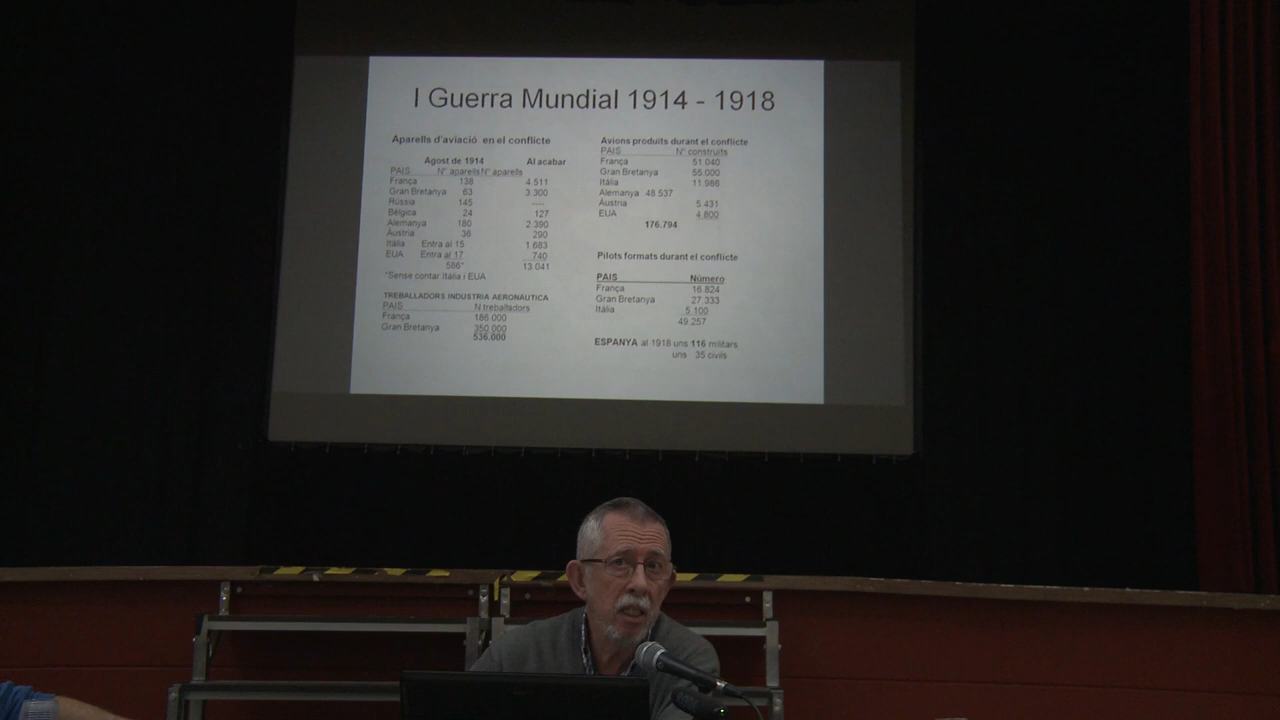 I Guerra Mundial 1914 - 1918
Aparells d'aviació en el conflicte
Agost de 1914 Al acabar
PAIS Nº aparells Nº aparells
França 138 4.511
Gran Bretanya 63 3.300
Rússia 145 ----
Bèlgica 24 127
Alemanya 180 2.390
Àustria 36 290
Itàlia Entra al 15 1.683
EUA Entra al 17 740
586* 13.041
*Sense contar Itàlia i EUA
TREBALLADORS INDUSTRIA AERONÀUTICA
PAIS N treballadors
França 186.000
Gran Bretanya 350.000
536.000
Avions produits durant el conflicte
PAIS Nº construits
França 51.040
Gran Bretanya 55.000
Itàlia 11.986
Alemanya 48.537
Àustria 5.431
EUA 4.800
176.794
Pilots formats durant el conflicte
PAIS Número
França 16.824
Gran Bretanya 27.333
Itàlia 5.100
49.257
ESPANYA al 1918 uns 116 militars
uns 35 civils